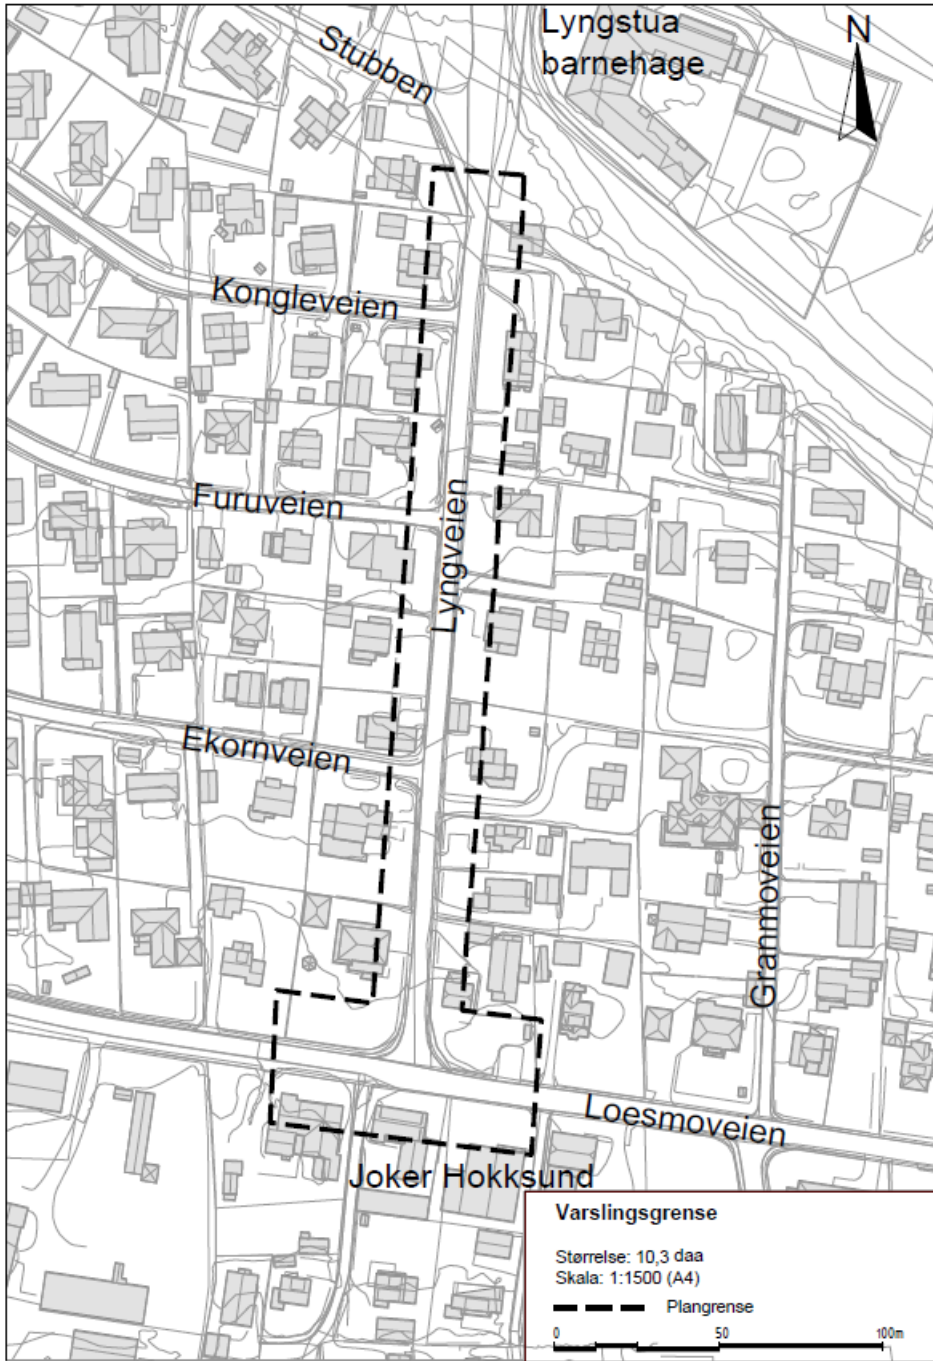 Lyngstua
barnehage
N
Stubben
Kongleveien
Furuveien
Lyngveien
Ekornveien
Granmoveien
Loesmoveien
Joker Hokksund
Varslingsgrense
Størrelse: 10,3 daa
Skala: 1:1500 (A4)
Plangrense
0 50 100m